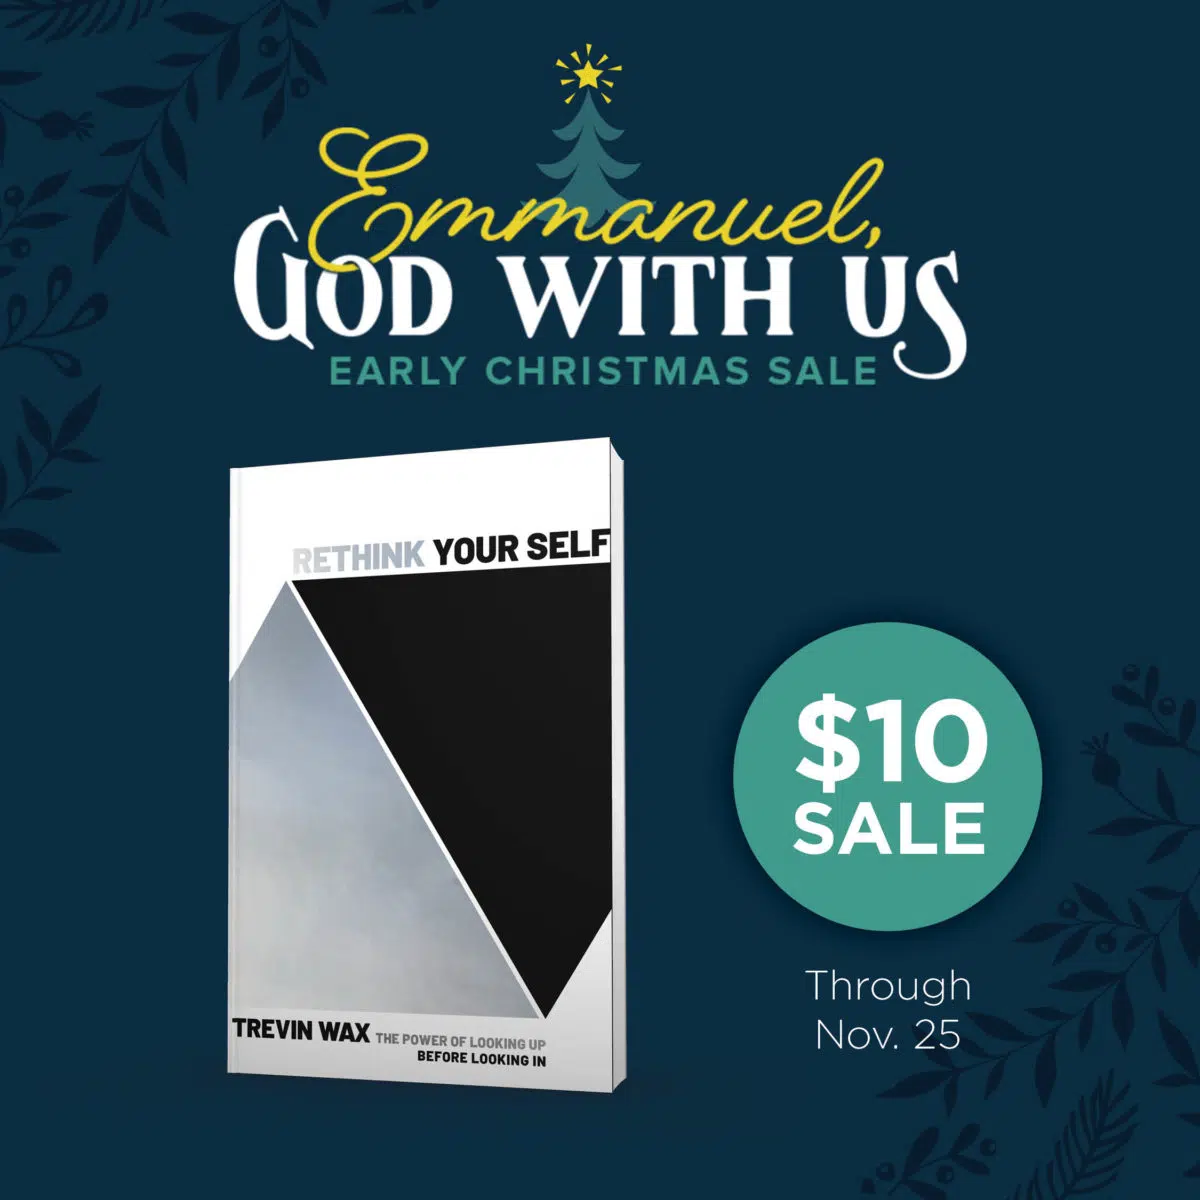 Emmanuel,
GOD WITH US
EARLY CHRISTMAS SALE
RETHINK YOUR SELF
$10
SALE
Through
Nov. 25
TREVIN WAX THE POWER OF LOOKING UP
BEFORE LOOKING IN